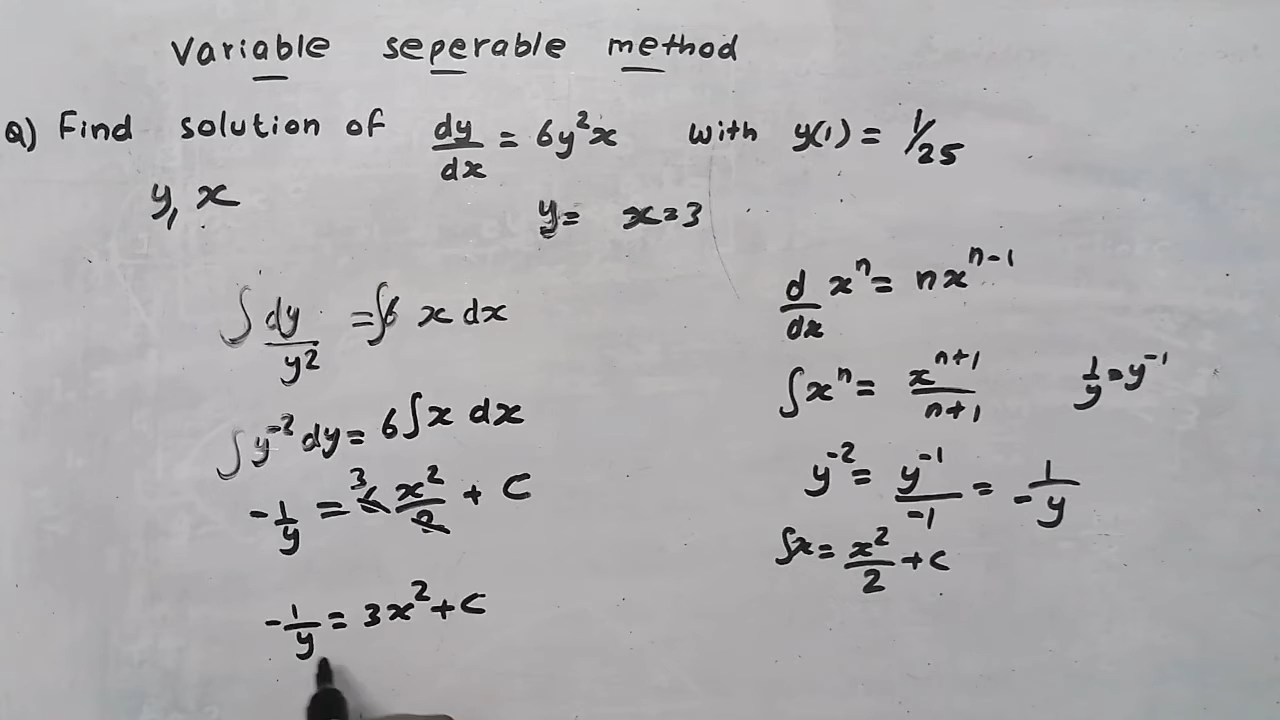 Variable seperable method
Q) Find solution of dy/dx = 6y²x with y(1) = 1/25
y, x
y= x=3
∫ dy/y² = ∫6 x dx
∫y⁻² dy = 6∫x dx
-1/y = 3 6 x²/2 + C
-1/y = 3x² + C
d/dx xⁿ = nxⁿ⁻¹
∫xⁿ = xⁿ⁺¹/n+1 1/y = y⁻¹
y⁻² = y⁻¹/-1 = 1/-y
∫x = x²/2 + C